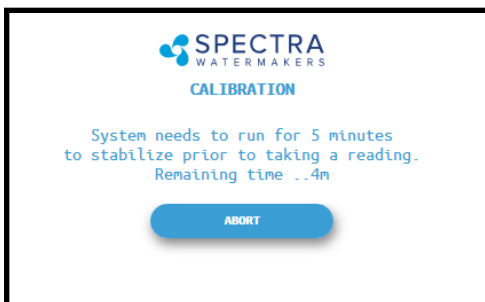 SPECTRA
WATERMAKERS
CALIBRATION
System needs to run for 5 minutes
to stabilize prior to taking a reading.
Remaining time ..4m
ABORT